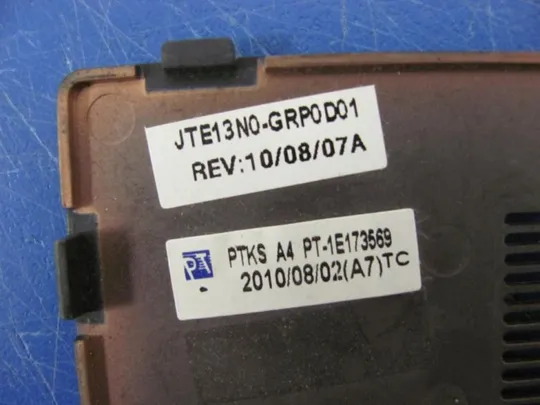 JTE13N0-GRP0D01
REV:10/08/07A
PT PTKS A4 PT-1E173569
2010/08/02(A7)TC